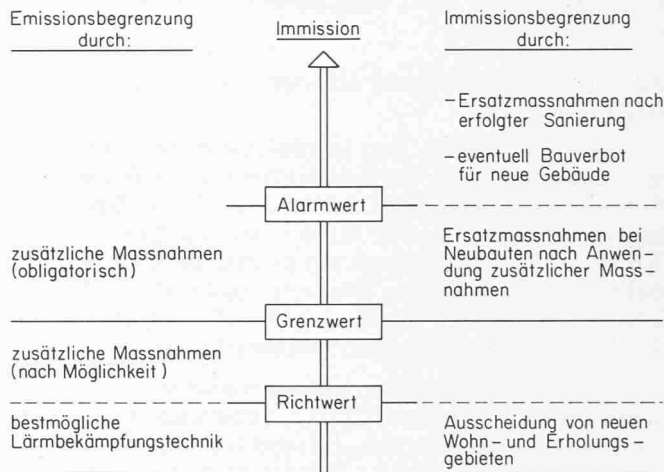 Emissionsbegrenzung
durch:
Immission
Immissionsbegrenzung
durch:
–Ersatzmassnahmen nach
erfolgter Sanierung
–eventuell Bauverbot
für neue Gebäude
Alarmwert
zusätzliche Massnahmen
(obligatorisch)
Ersatzmassnahmen bei
Neubauten nach Anwen–
dung zusätzlicher Mass–
nahmen
Grenzwert
zusätzliche Massnahmen
(nach Möglichkeit)
Richtwert
bestmögliche
Lärmbekämpfungstechnik
Ausscheidung von neuen
Wohn–und Erholungs–
gebieten